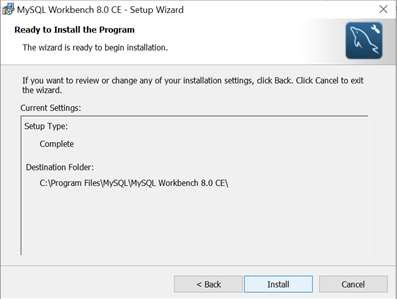 MySQL Workbench 8.0 CE - Setup Wizard
Ready to Install the Program
The wizard is ready to begin installation.
If you want to review or change any of your installation settings, click Back. Click Cancel to exit
the wizard.
Current Settings:
Setup Type:
Complete
Destination Folder:
C:\Program Files\MySQL\MySQL Workbench 8.0 CE\
< Back
Install
Cancel